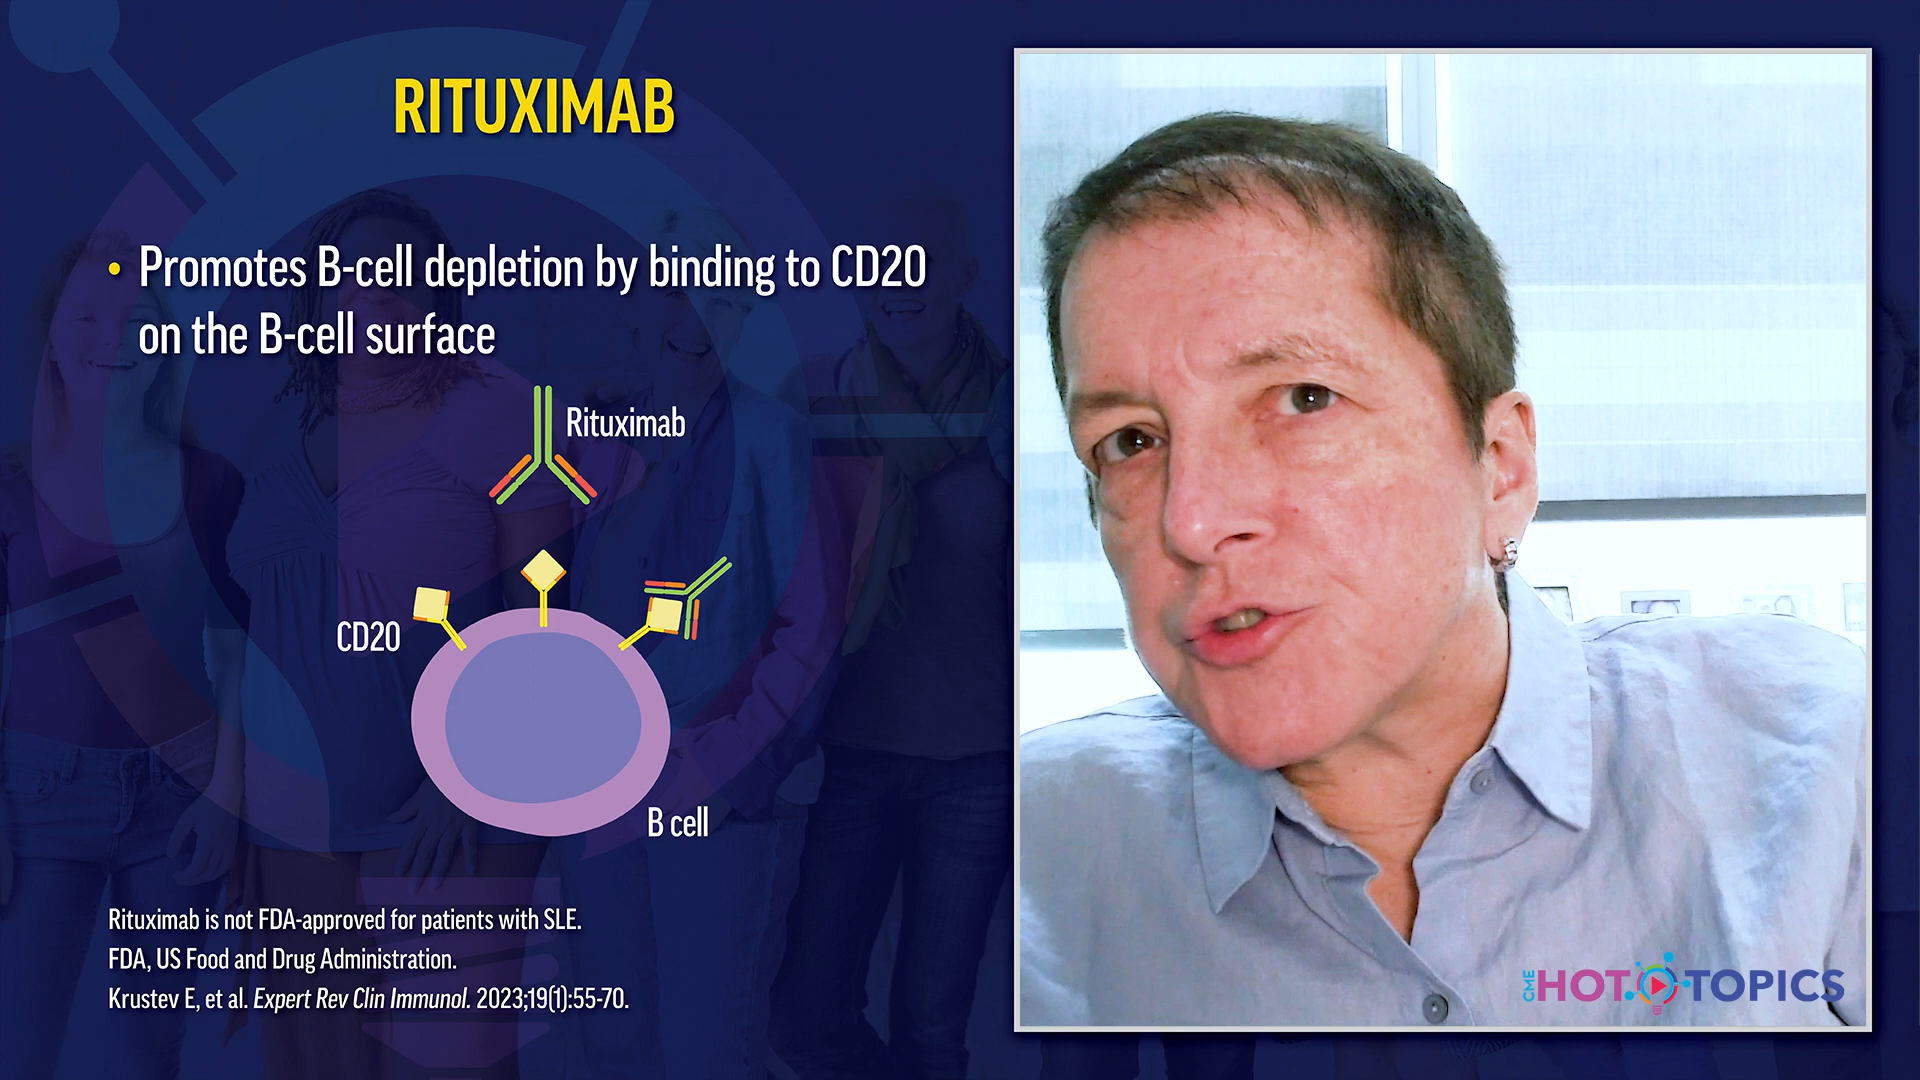 RITUXIMAB
• Promotes B-cell depletion by binding to CD20
on the B-cell surface
Rituximab
CD20
B cell
Rituximab is not FDA-approved for patients with SLE.
FDA, US Food and Drug Administration.
Krustev E, et al. Expert Rev Clin Immunol. 2023;19(1):55-70.
CME HOT TOPICS